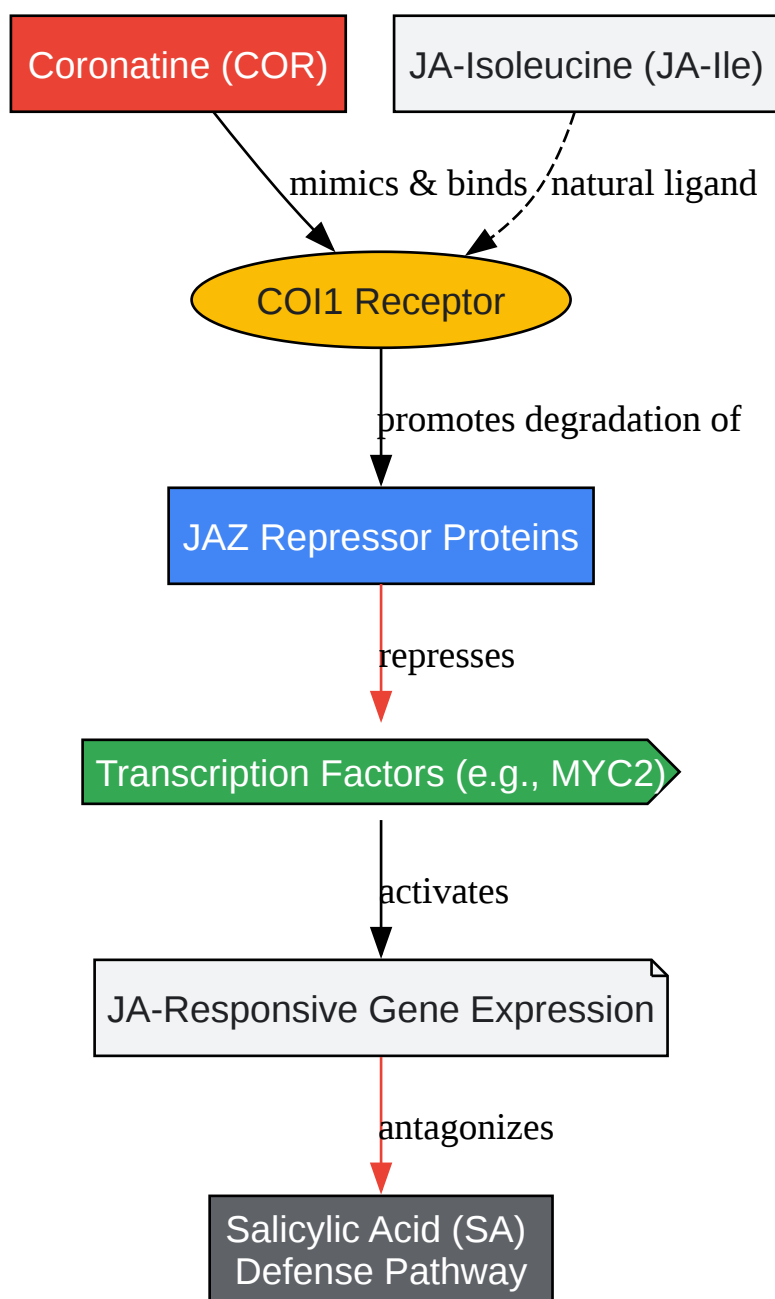 Coronatine (COR)
JA-Isoleucine (JA-Ile)
mimics & binds
natural ligand
COI1 Receptor
promotes degradation of
JAZ Repressor Proteins
represses
Transcription Factors (e.g., MYC2)
activates
JA-Responsive Gene Expression
antagonizes
Salicylic Acid (SA)
Defense Pathway